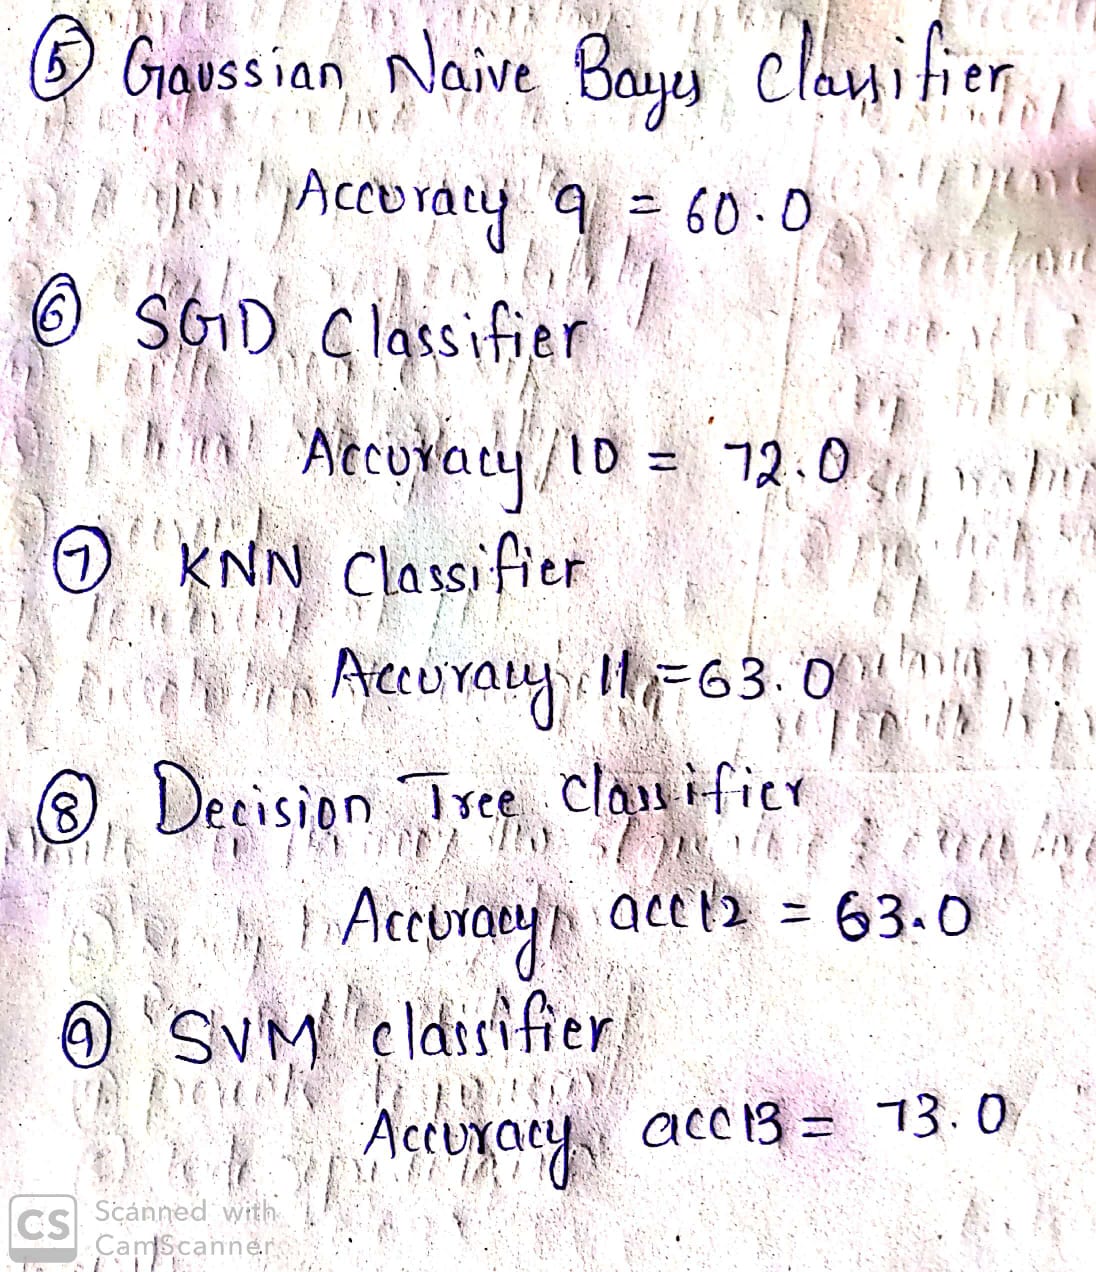 5 Gaussian Naive Bayes Classifier
Accuracy 9 = 60.0
6 SGD Classifier
Accuracy 10 = 72.0
7 KNN Classifier
Accuracy 11 = 63.0
8 Decision Tree Classifier
Accuracy acc12 = 63.0
9 SVM classifier
Accuracy acc13 = 73.0
CS Scanned with
CamScanner